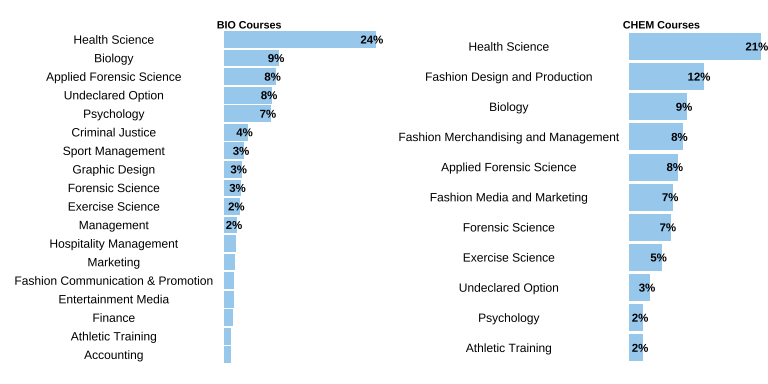 BIO Courses
Health Science 24%
Biology 9%
Applied Forensic Science 8%
Undeclared Option 8%
Psychology 7%
Criminal Justice 4%
Sport Management 3%
Graphic Design 3%
Forensic Science 3%
Exercise Science 2%
Management 2%
Hospitality Management
Marketing
Fashion Communication & Promotion
Entertainment Media
Finance
Athletic Training
Accounting
CHEM Courses
Health Science 21%
Fashion Design and Production 12%
Biology 9%
Fashion Merchandising and Management 8%
Applied Forensic Science 8%
Fashion Media and Marketing 7%
Forensic Science 7%
Exercise Science 5%
Undeclared Option 3%
Psychology 2%
Athletic Training 2%